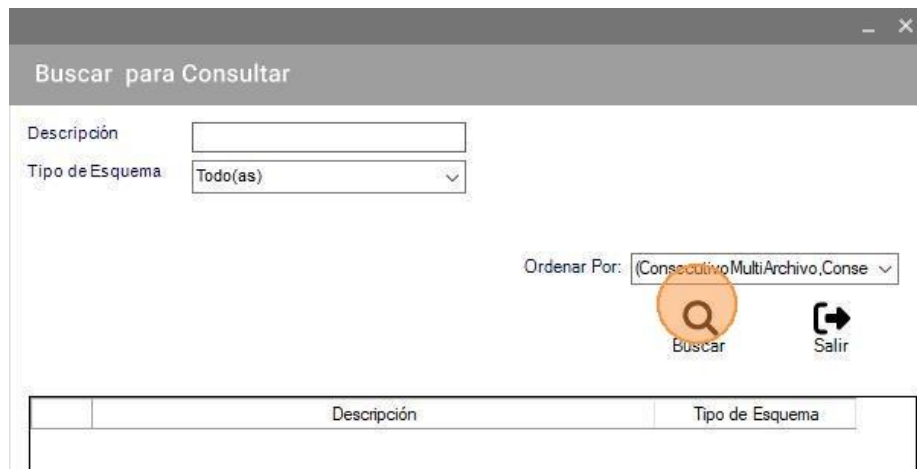 Buscar  para Consultar
Descripción
Tipo de Esquema Todo(as)
Ordenar Por: (ConsecutivoMultiArchivo,Conse
Buscar Salir
Descripción Tipo de Esquema